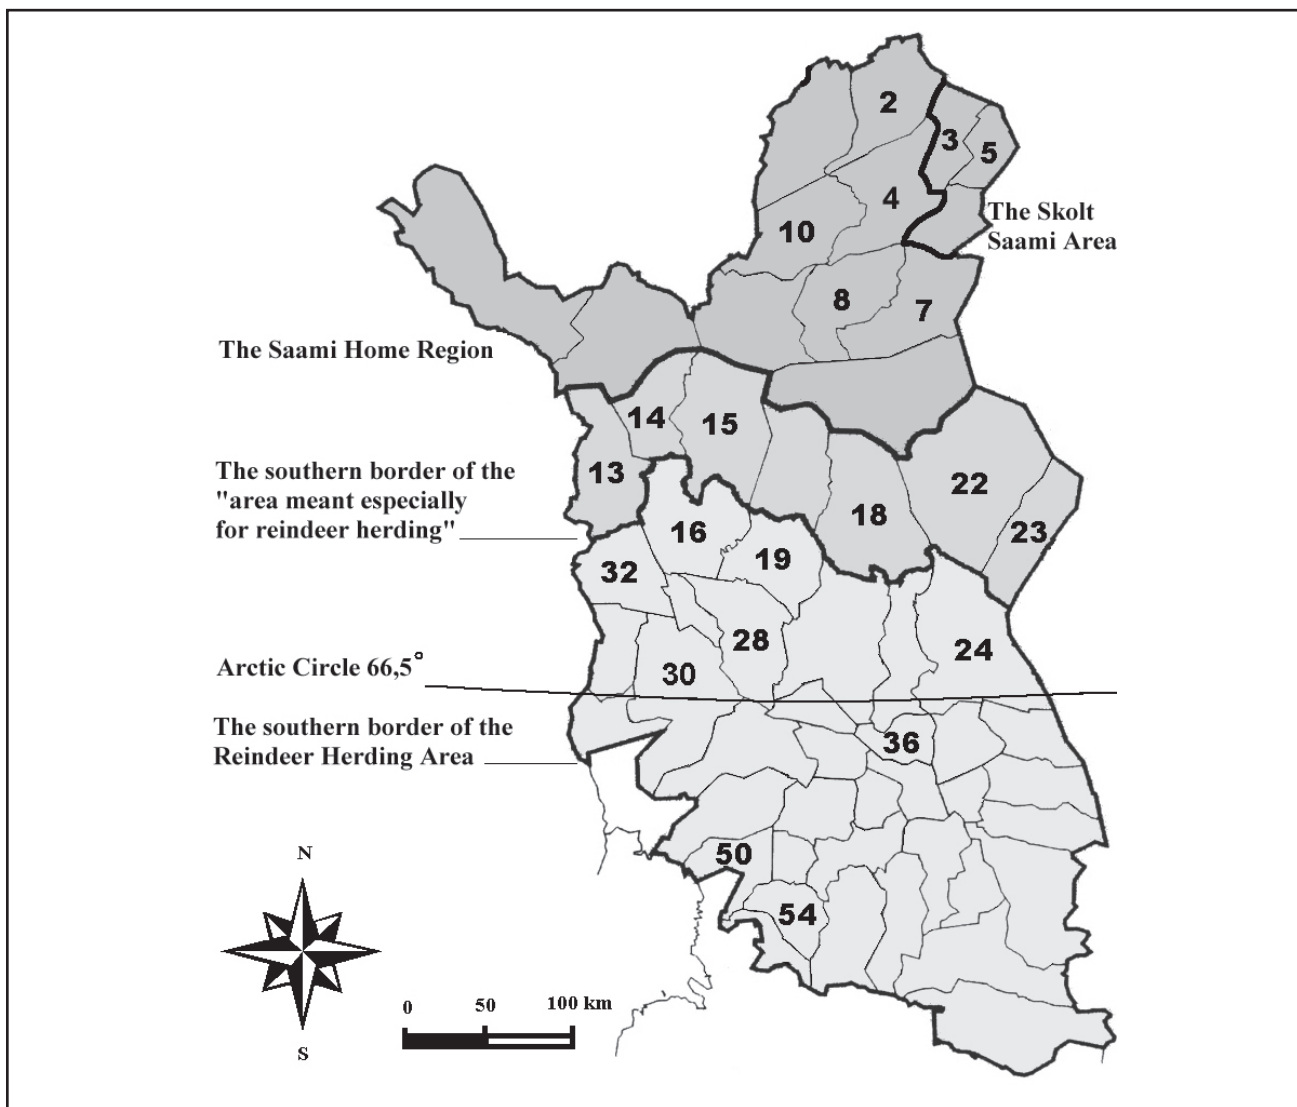 2
3
5
4
The Skolt
Saami Area
10
8
7
The Saami Home Region
14
15
13
The southern border of the
"area meant especially
for reindeer herding"
22
18
23
16
19
32
28
24
30
Arctic Circle 66,5°
The southern border of the
Reindeer Herding Area
36
50
54
N
S
0 50 100 km